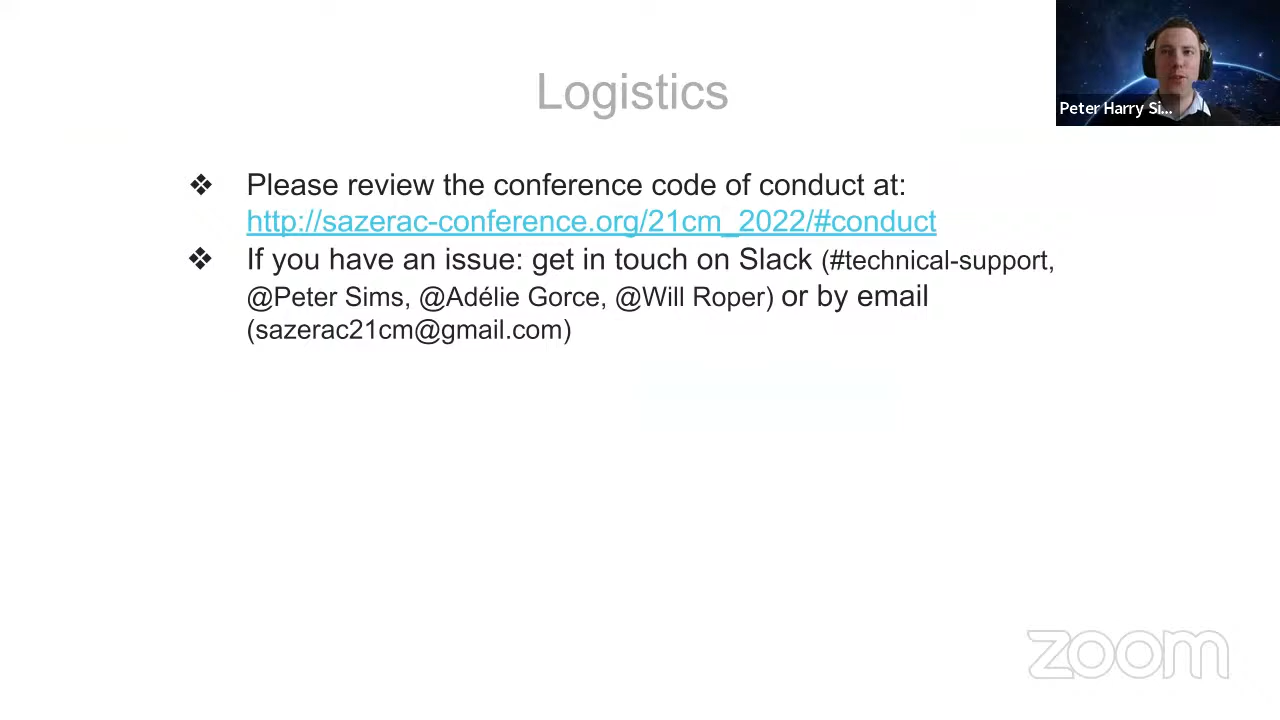 Logistics
Peter Harry Si...
❖ Please review the conference code of conduct at:
http://sazerac-conference.org/21cm_2022/#conduct
❖ If you have an issue: get in touch on Slack (#technical-support,
@Peter Sims, @Adélie Gorce, @Will Roper) or by email
(sazerac21cm@gmail.com)
zoom